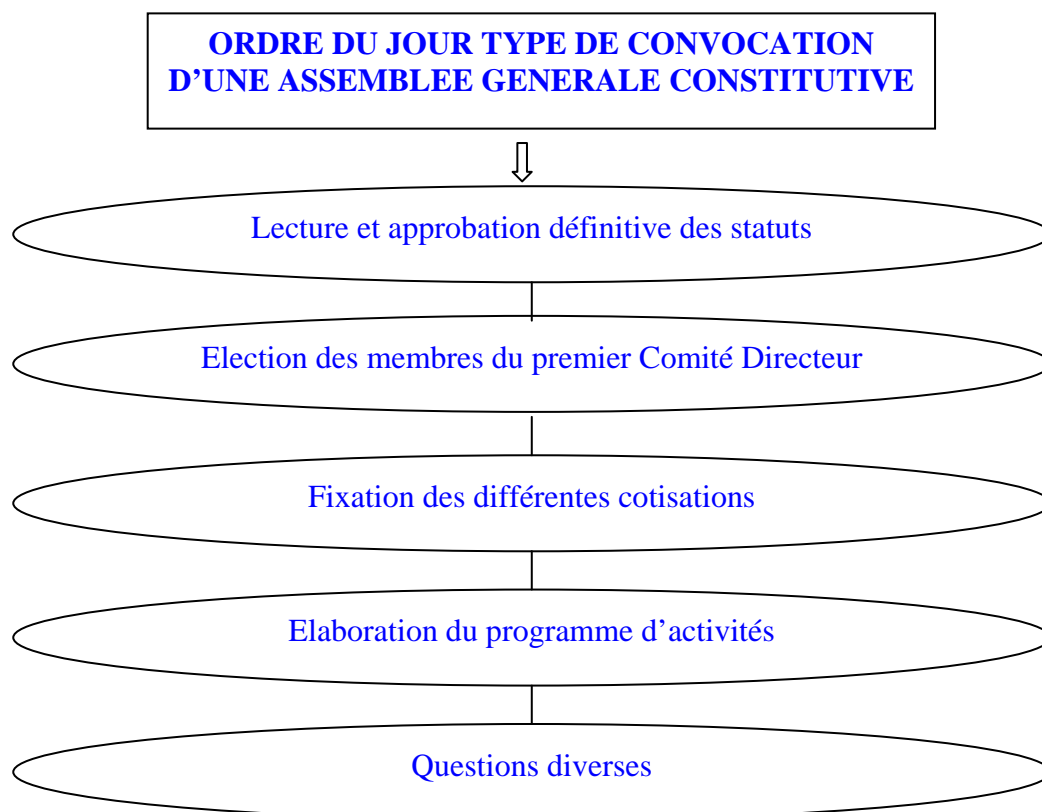 ORDRE DU JOUR TYPE DE CONVOCATION
D’UNE ASSEMBLEE GENERALE CONSTITUTIVE
Lecture et approbation définitive des statuts
Election des membres du premier Comité Directeur
Fixation des différentes cotisations
Elaboration du programme d’activités
Questions diverses